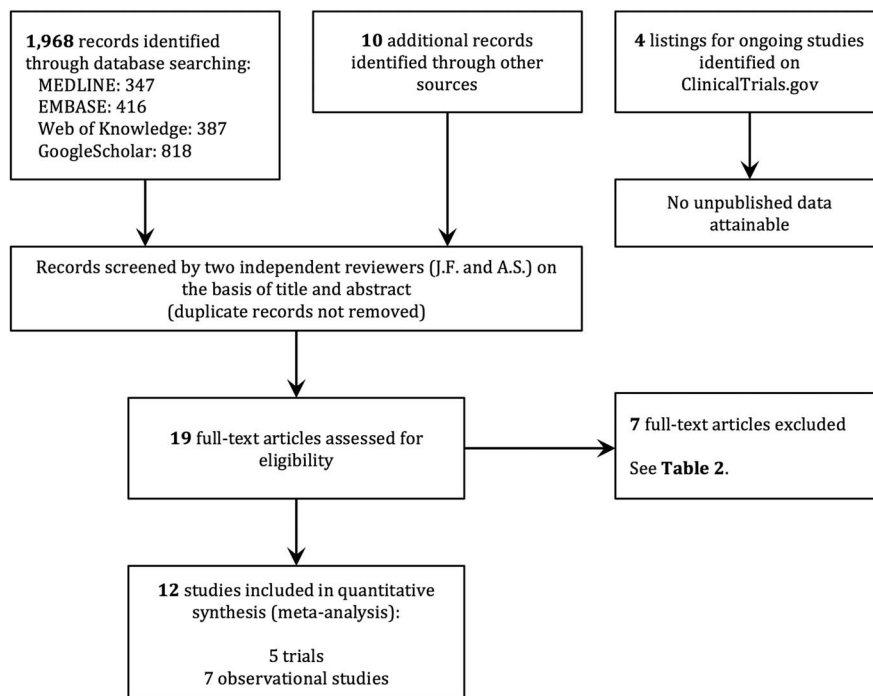 1,968 records identified
through database searching:
MEDLINE: 347
EMBASE: 416
Web of Knowledge: 387
GoogleScholar: 818
10 additional records
identified through other
sources
4 listings for ongoing studies
identified on
ClinicalTrials.gov
No unpublished data
attainable
Records screened by two independent reviewers (J.F. and A.S.) on
the basis of title and abstract
(duplicate records not removed)
19 full-text articles assessed for
eligibility
7 full-text articles excluded
See Table 2.
12 studies included in quantitative
synthesis (meta-analysis):
5 trials
7 observational studies